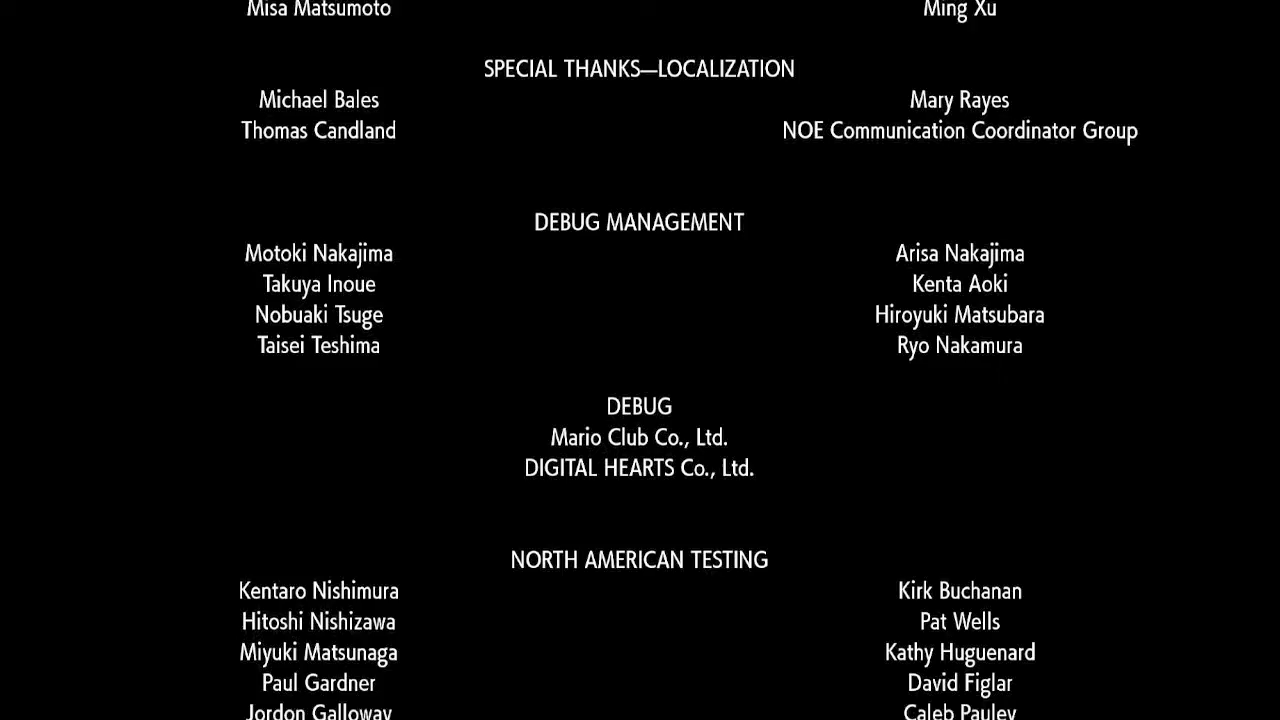 Misa Matsumoto Ming Xu
SPECIAL THANKS—LOCALIZATION
Michael Bales Mary Rayes
Thomas Candland NOE Communication Coordinator Group
DEBUG MANAGEMENT
Motoki Nakajima Arisa Nakajima
Takuya Inoue Kenta Aoki
Nobuaki Tsuge Hiroyuki Matsubara
Taisei Teshima Ryo Nakamura
DEBUG
Mario Club Co., Ltd.
DIGITAL HEARTS Co., Ltd.
NORTH AMERICAN TESTING
Kentaro Nishimura Kirk Buchanan
Hitoshi Nishizawa Pat Wells
Miyuki Matsunaga Kathy Huguenard
Paul Gardner David Figlar
Jordon Galloway Caleb Pauley